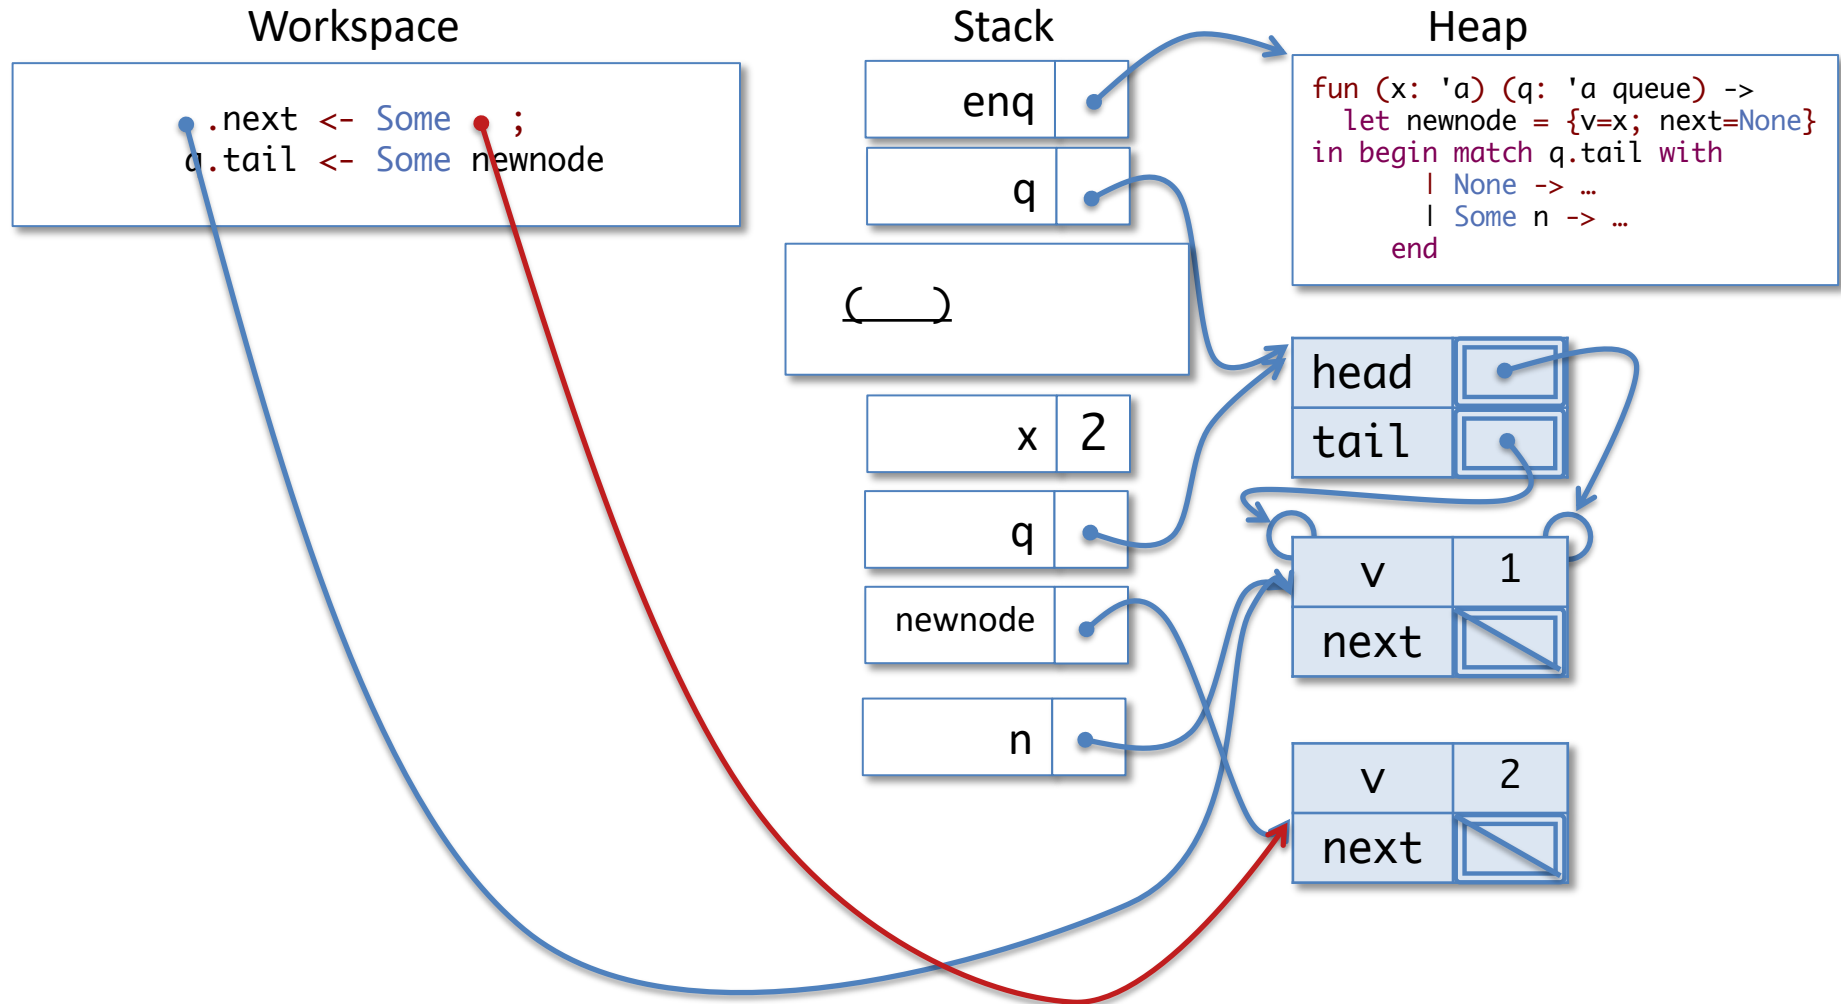 Workspace
.next <- Some ;
q.tail <- Some newnode
Stack
enq
q
(    )
x 2
q
newnode
n
Heap
fun (x: 'a) (q: 'a queue) ->
let newnode = {v=x; next=None}
in begin match q.tail with
| None -> …
| Some n -> …
end
head
tail
v 1
next
v 2
next